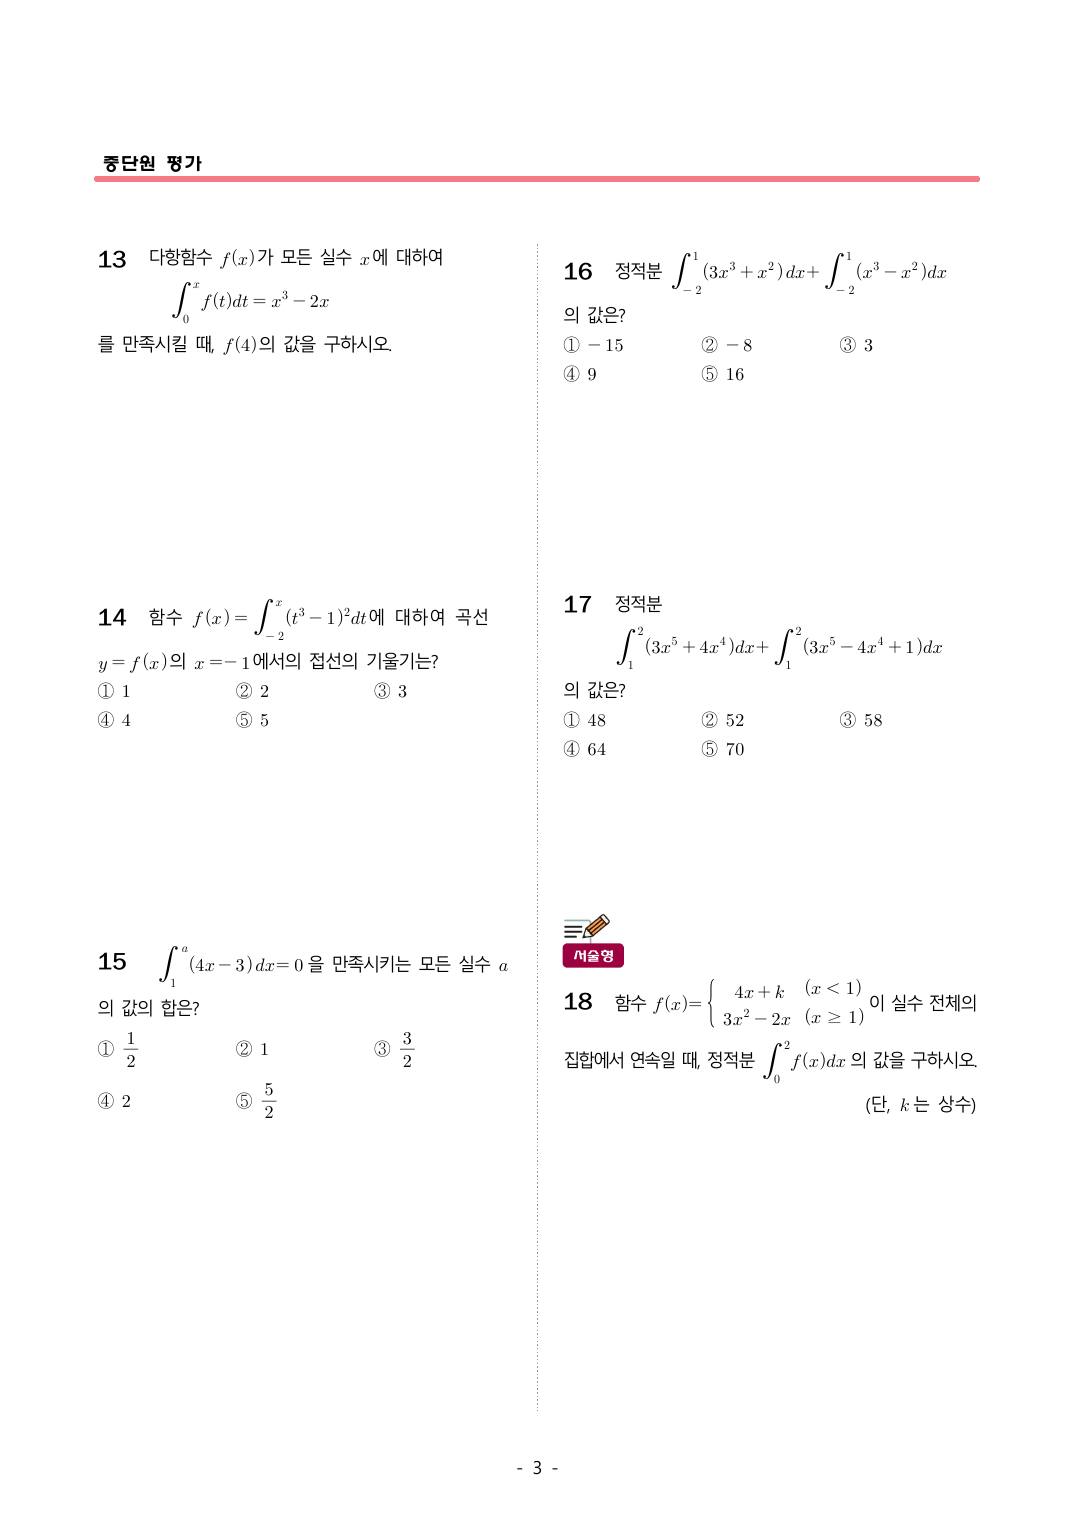 중단원 평가
13 다항함수 f(x)가 모든 실수 x에 대하여
∫₀ˣ f(t)dt = x³ − 2x
를 만족시킬 때, f(4)의 값을 구하시오.
14 함수 f(x) = ∫₋₂ˣ (t³ − 1)²dt에 대하여 곡선
y = f(x)의 x = − 1에서의 접선의 기울기는?
① 1 ② 2 ③ 3
④ 4 ⑤ 5
15 ∫₁ᵃ (4x − 3)dx = 0 을 만족시키는 모든 실수 a
의 값의 합은?
① 1/2 ② 1 ③ 3/2
④ 2 ⑤ 5/2
16 정적분 ∫₋₂¹ (3x³ + x²)dx + ∫₋₂¹ (x³ − x²)dx
의 값은?
① − 15 ② − 8 ③ 3
④ 9 ⑤ 16
17 정적분
∫₁² (3x⁵ + 4x⁴)dx + ∫₁² (3x⁵ − 4x⁴ + 1)dx
의 값은?
① 48 ② 52 ③ 58
④ 64 ⑤ 70
서술형
18 함수 f(x) = { 4x + k (x < 1) 3x² − 2x (x ≥ 1) 이 실수 전체의
집합에서 연속일 때, 정적분 ∫₀² f(x)dx 의 값을 구하시오.
(단, k 는 상수)
- 3 -